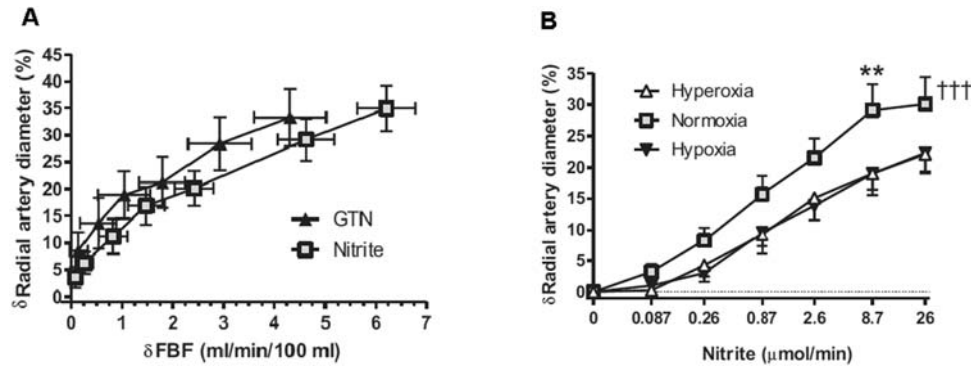 A
45
40
35
30
25
20
15
10
5
0
δRadial artery diameter (%)
GTN
Nitrite
0 1 2 3 4 5 6 7
δFBF (ml/min/100 ml)
B
35
30
25
20
15
10
5
0
δRadial artery diameter (%)
Hyperoxia
Normoxia
Hypoxia
**
†††
0 0.087 0.26 0.87 2.6 8.7 26
Nitrite (μmol/min)